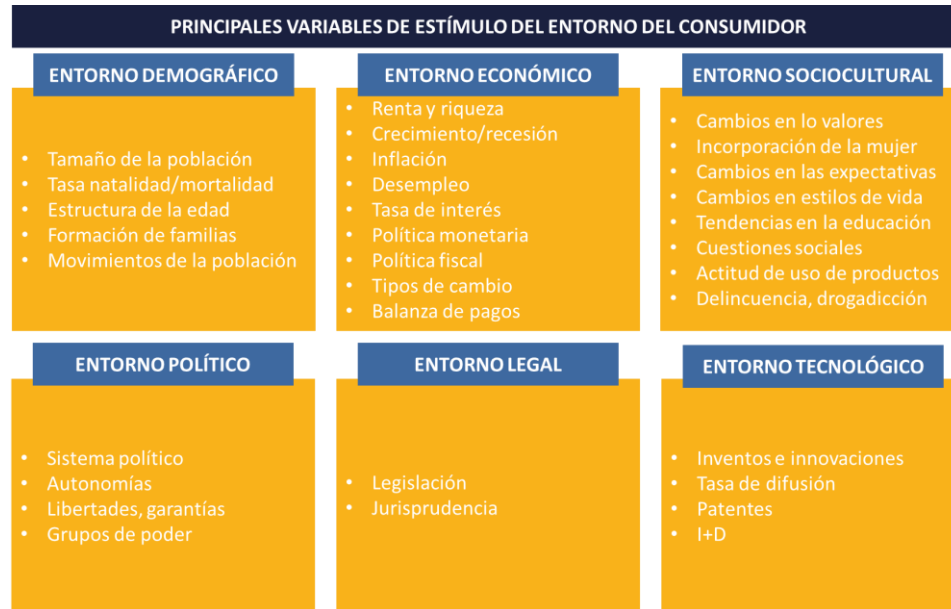 PRINCIPALES VARIABLES DE ESTÍMULO DEL ENTORNO DEL CONSUMIDOR
ENTORNO DEMOGRÁFICO
• Tamaño de la población
• Tasa natalidad/mortalidad
• Estructura de la edad
• Formación de familias
• Movimientos de la población
ENTORNO ECONÓMICO
• Renta y riqueza
• Crecimiento/recesión
• Inflación
• Desempleo
• Tasa de interés
• Política monetaria
• Política fiscal
• Tipos de cambio
• Balanza de pagos
ENTORNO SOCIOCULTURAL
• Cambios en lo valores
• Incorporación de la mujer
• Cambios en las expectativas
• Cambios en estilos de vida
• Tendencias en la educación
• Cuestiones sociales
• Actitud de uso de productos
• Delincuencia, drogadicción
ENTORNO POLÍTICO
• Sistema político
• Autonomías
• Libertades, garantías
• Grupos de poder
ENTORNO LEGAL
• Legislación
• Jurisprudencia
ENTORNO TECNOLÓGICO
• Inventos e innovaciones
• Tasa de difusión
• Patentes
• I+D